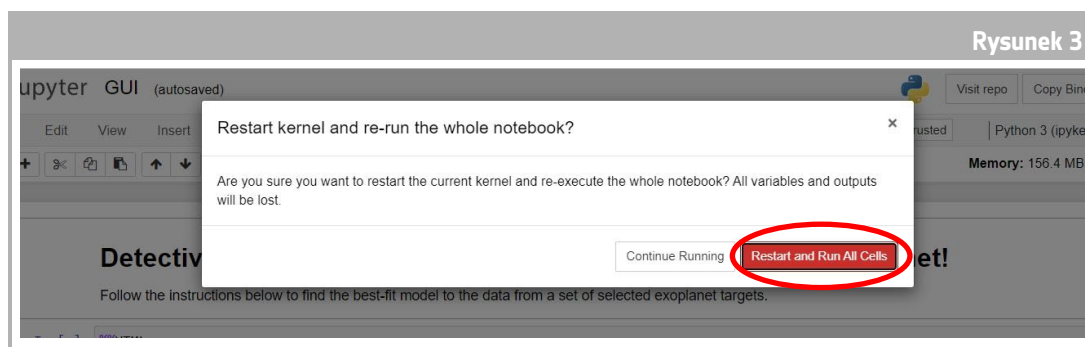 Rysunek 3
upyter GUI (autosaved)
Visit repo Copy Bin
Edit View Insert
rusted Python 3 (ipyke
Memory: 156.4 MB
Restart kernel and re-run the whole notebook? ×
Are you sure you want to restart the current kernel and re-execute the whole notebook? All variables and outputs
will be lost.
Continue Running Restart and Run All Cells
Detectiv et!
Follow the instructions below to find the best-fit model to the data from a set of selected exoplanet targets.